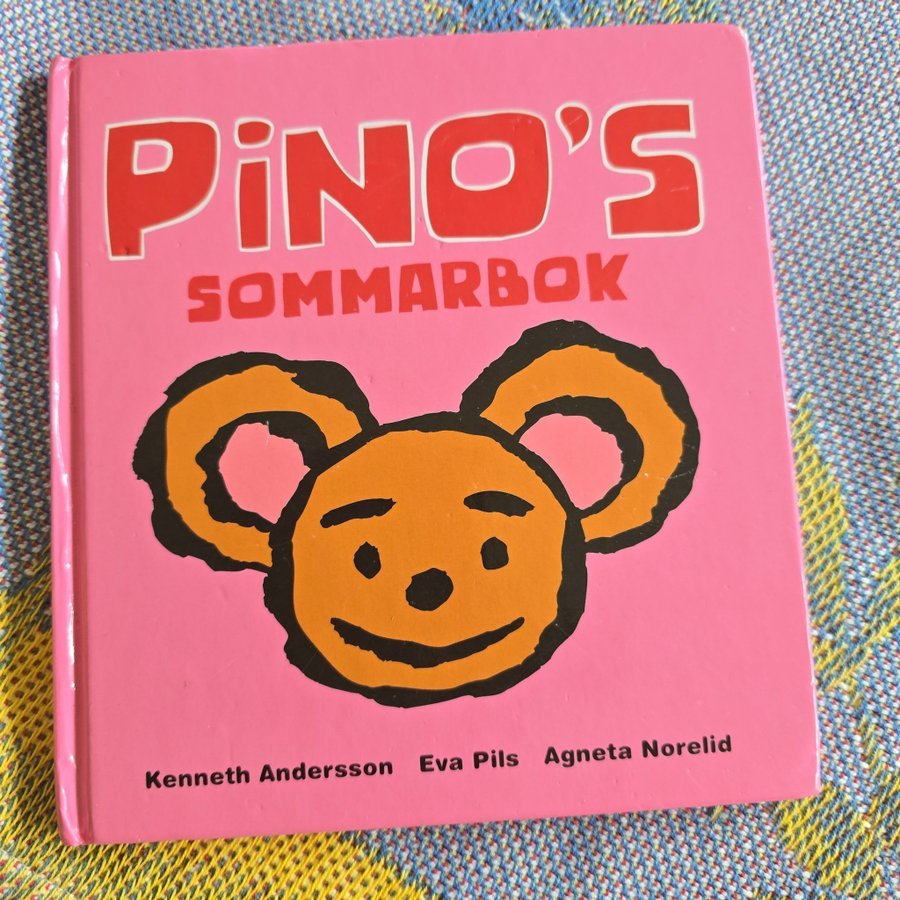 PiNO'S
SOMMARBOK
Kenneth Andersson Eva Pils Agneta Norelid